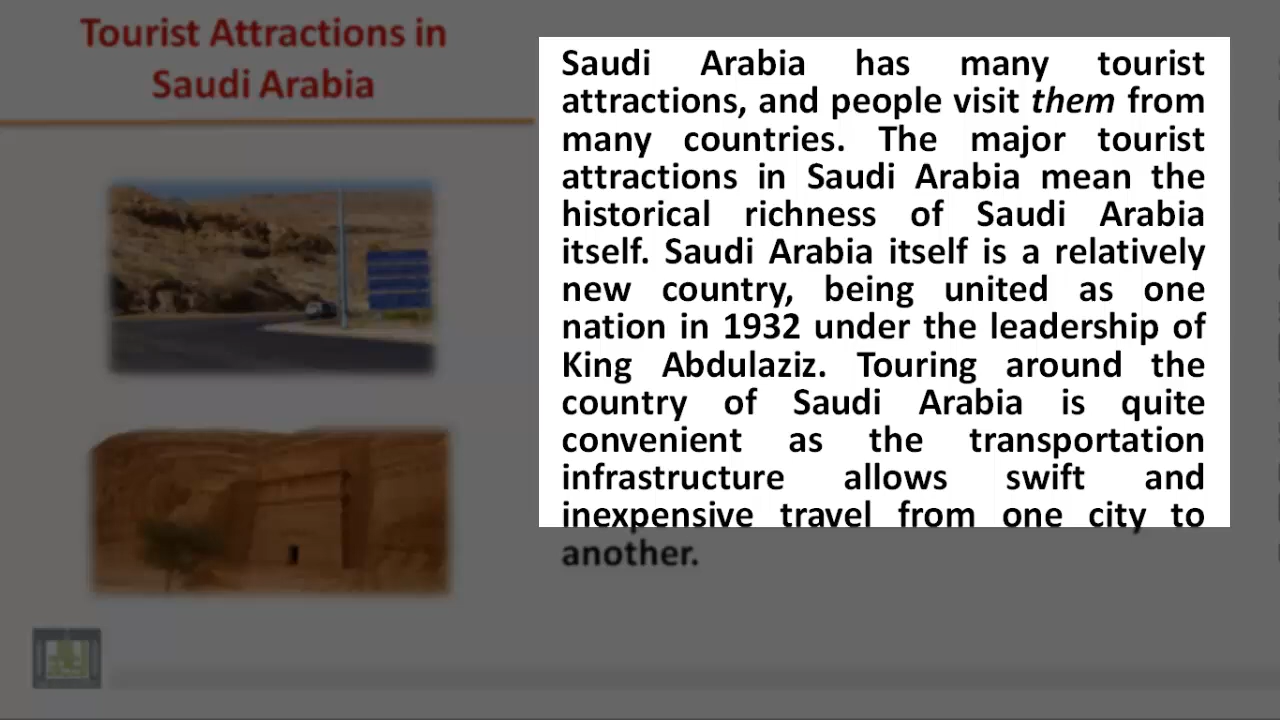 Tourist Attractions in
Saudi Arabia
Saudi Arabia has many tourist
attractions, and people visit them from
many countries. The major tourist
attractions in Saudi Arabia mean the
historical richness of Saudi Arabia
itself. Saudi Arabia itself is a relatively
new country, being united as one
nation in 1932 under the leadership of
King Abdulaziz. Touring around the
country of Saudi Arabia is quite
convenient as the transportation
infrastructure allows swift and
inexpensive travel from one city to
another.